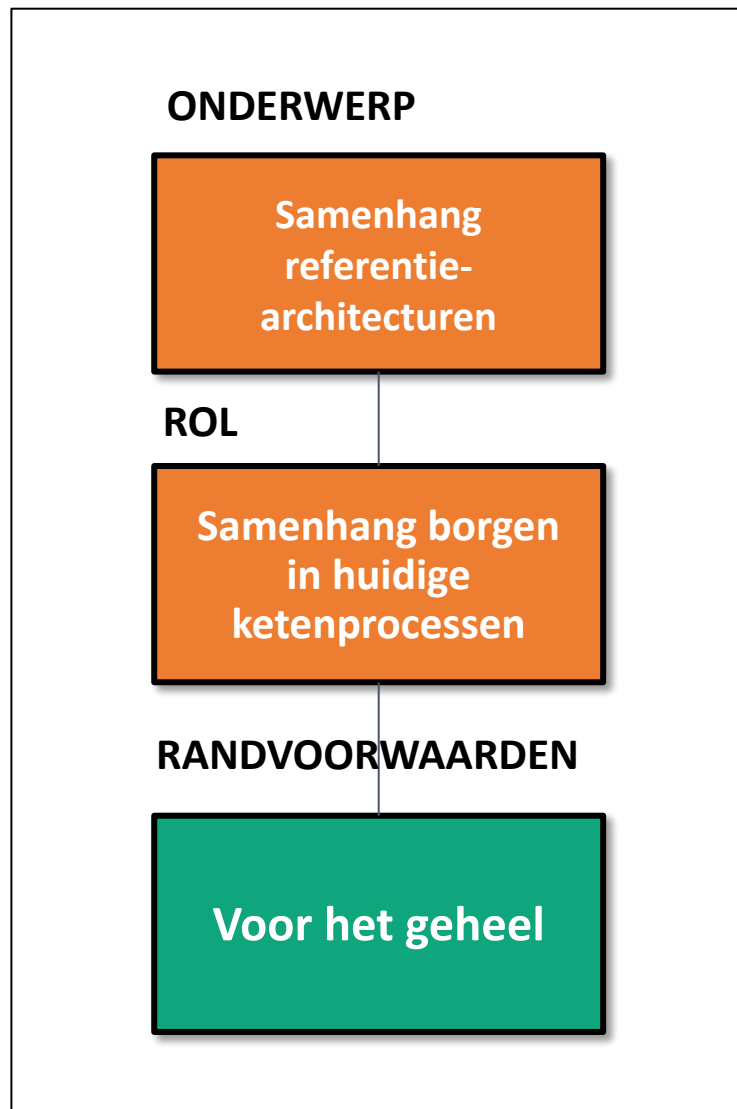 ONDERWERP
Samenhang
referentie-
architecturen
ROL
Samenhang borgen
in huidige
ketenprocessen
RANDVOORWAARDEN
Voor het geheel